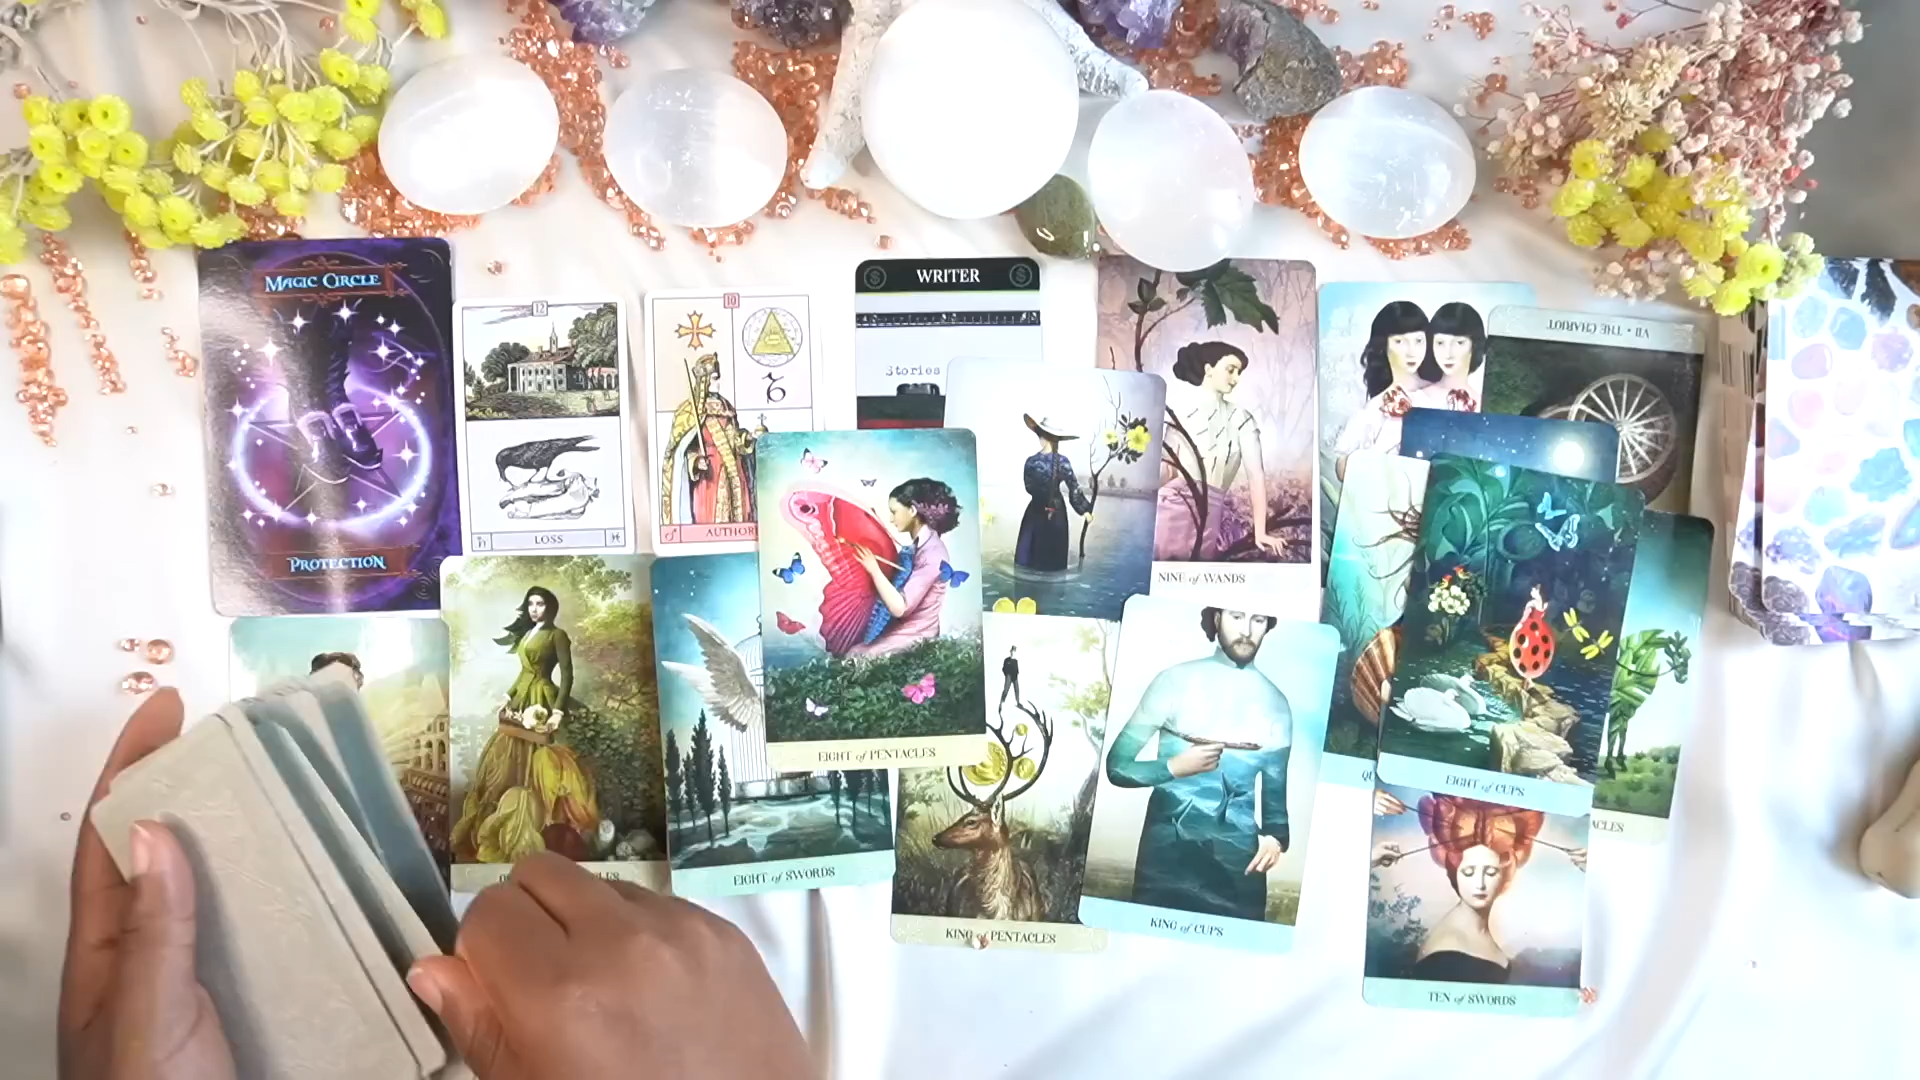 MAGIC CIRCLE
PROTECTION
12
LOSS
10
AUTHOR
WRITER
Stories
NINE of WANDS
VII • THE CHARIOT
EIGHT of PENTACLES
EIGHT of SWORDS
KING of PENTACLES
KING of CUPS
EIGHT of CUPS
TEN of SWORDS